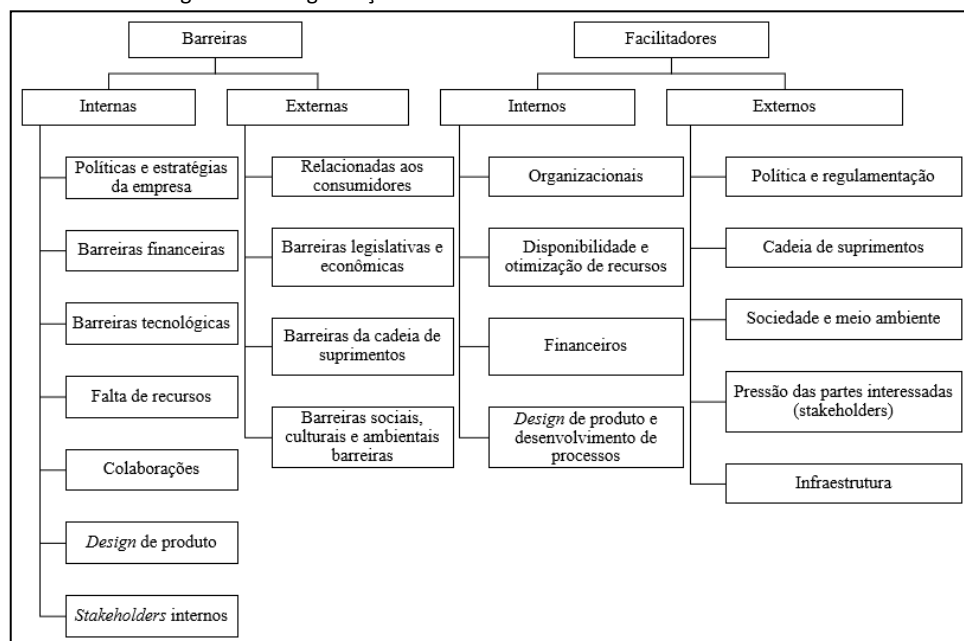 Barreiras
Facilitadores
Internas
Externas
Internos
Externos
Políticas e estratégias
da empresa
Barreiras financeiras
Barreiras tecnológicas
Falta de recursos
Colaborações
Design de produto
Stakeholders internos
Relacionadas aos
consumidores
Barreiras legislativas e
econômicas
Barreiras da cadeia de
suprimentos
Barreiras sociais,
culturais e ambientais
barreiras
Organizacionais
Disponibilidade e
otimização de recursos
Financeiros
Design de produto e
desenvolvimento de
processos
Política e regulamentação
Cadeia de suprimentos
Sociedade e meio ambiente
Pressão das partes interessadas
(stakeholders)
Infraestrutura